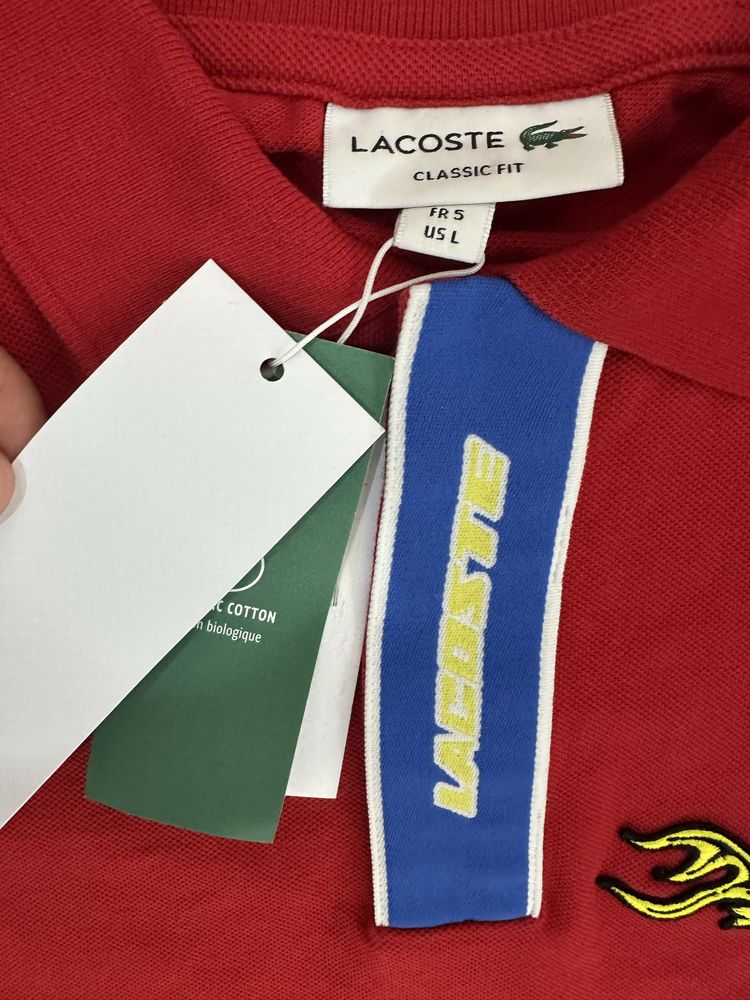 LACOSTE
CLASSIC FIT
FR 5
US L
LACOSTE
COTTON
biologique